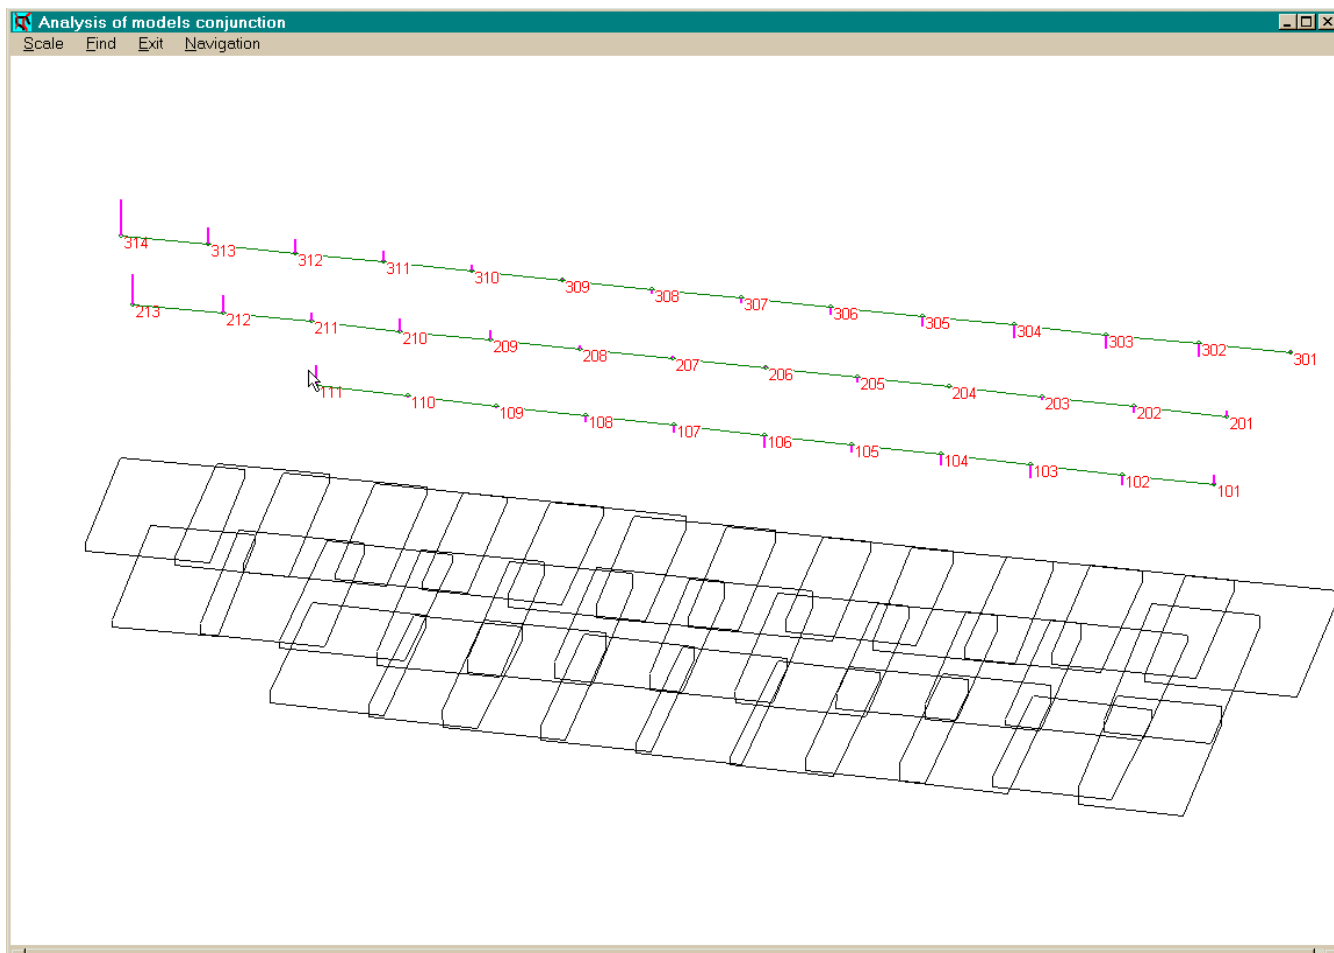 Analysis of models conjunction
Scale Find Exit Navigation
314 313 312 311 310 309 308 307 306 305 304 303 302 301
213 212 211 210 209 208 207 206 205 204 203 202 201
111 110 109 108 107 106 105 104 103 102 101